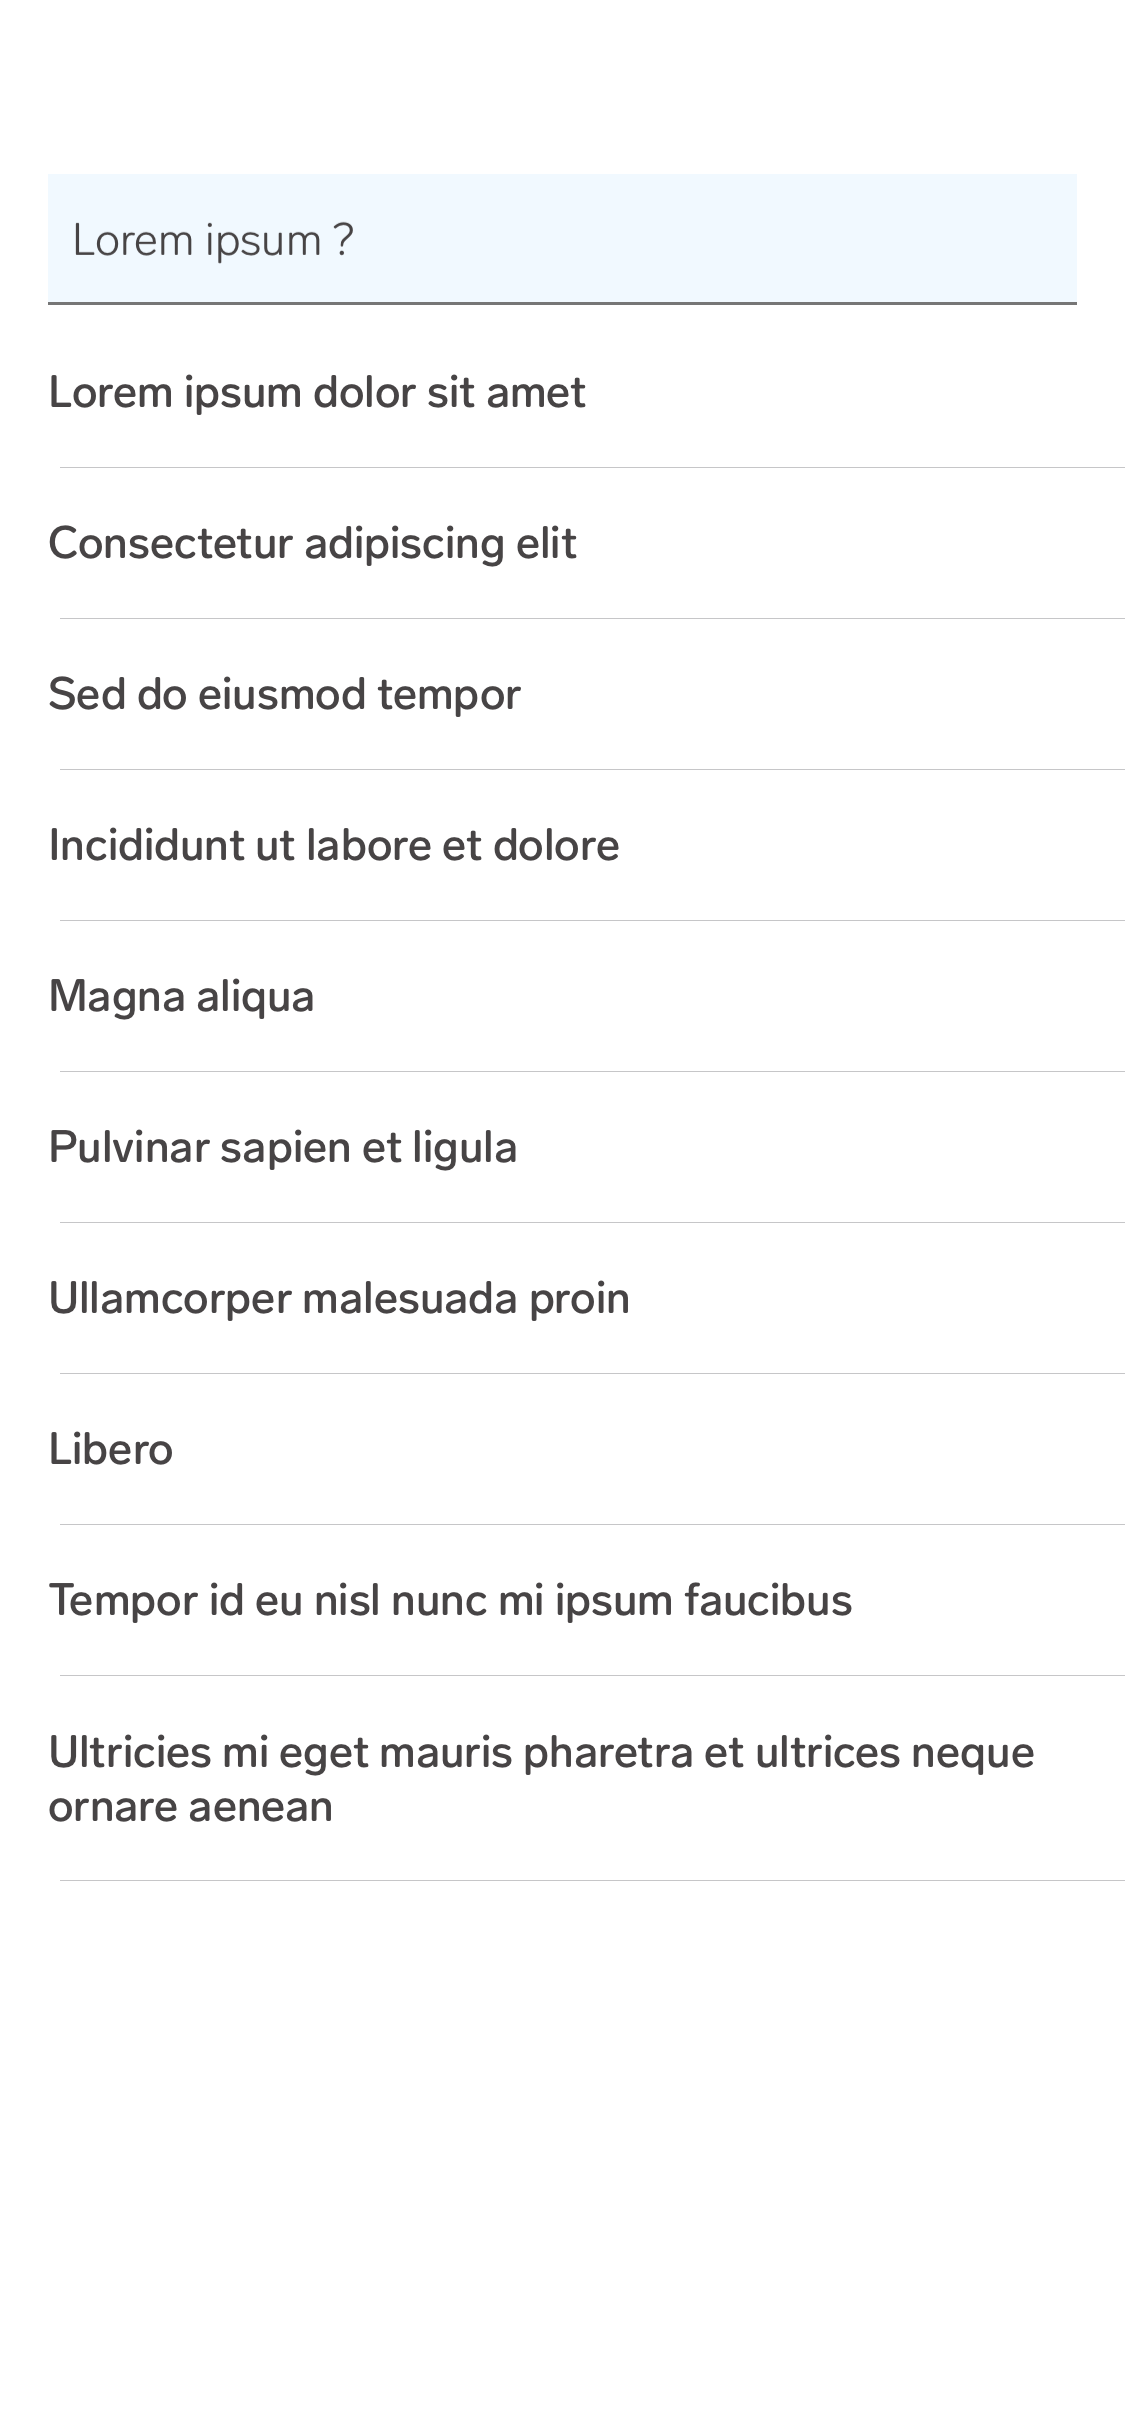 Lorem ipsum ?
Lorem ipsum dolor sit amet
Consectetur adipiscing elit
Sed do eiusmod tempor
Incididunt ut labore et dolore
Magna aliqua
Pulvinar sapien et ligula
Ullamcorper malesuada proin
Libero
Tempor id eu nisl nunc mi ipsum faucibus
Ultricies mi eget mauris pharetra et ultrices neque
ornare aenean